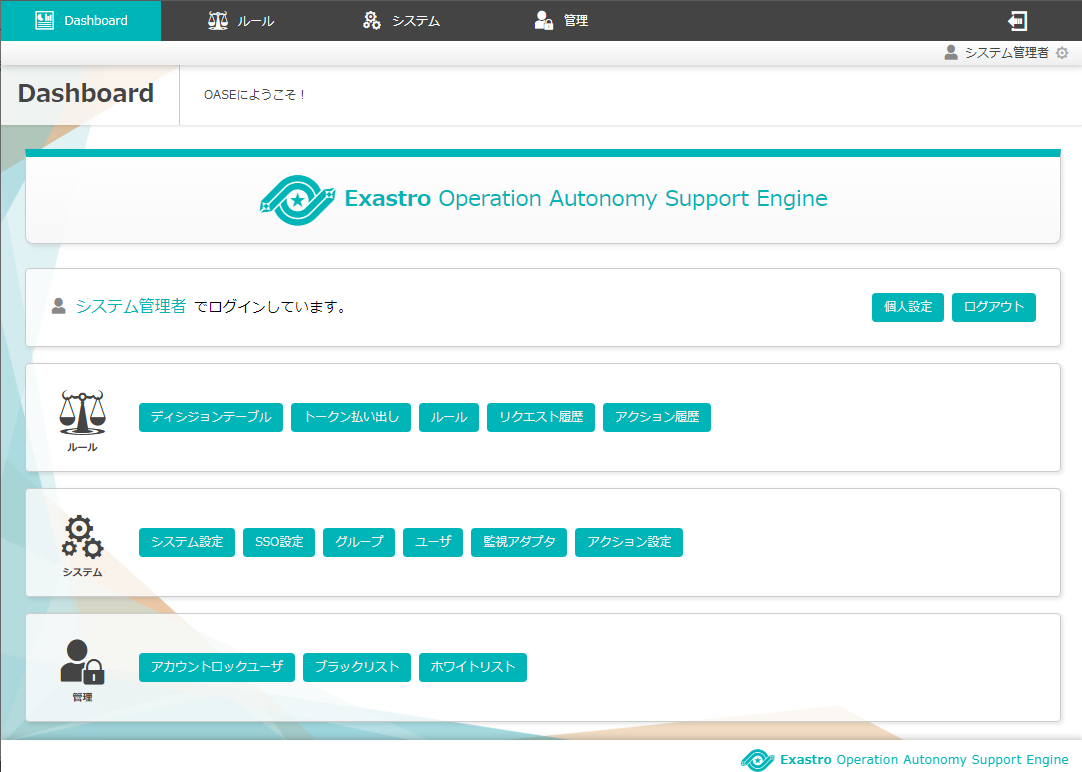 Dashboard ルール システム 管理
システム管理者
Dashboard OASEにようこそ！
Exastro Operation Autonomy Support Engine
システム管理者 でログインしています。 個人設定 ログアウト
ディシジョンテーブル トークン払い出し ルール リクエスト履歴 アクション履歴
ルール
システム設定 SSO設定 グループ ユーザ 監視アダプタ アクション設定
システム
アカウントロックユーザ ブラックリスト ホワイトリスト
管理
Exastro Operation Autonomy Support Engine